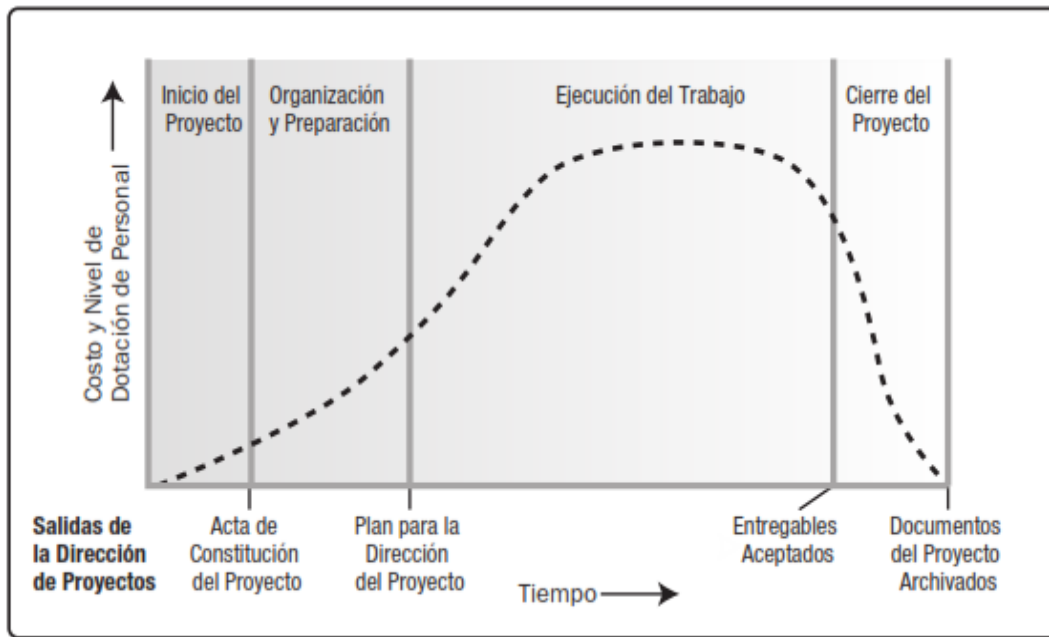 Inicio del
Proyecto
Organización
y Preparación
Ejecución del Trabajo
Cierre del
Proyecto
Costo y Nivel de
Dotación de Personal
Salidas de
la Dirección
de Proyectos
Acta de
Constitución
del Proyecto
Plan para la
Dirección
del Proyecto
Tiempo
Entregables
Aceptados
Documentos
del Proyecto
Archivados